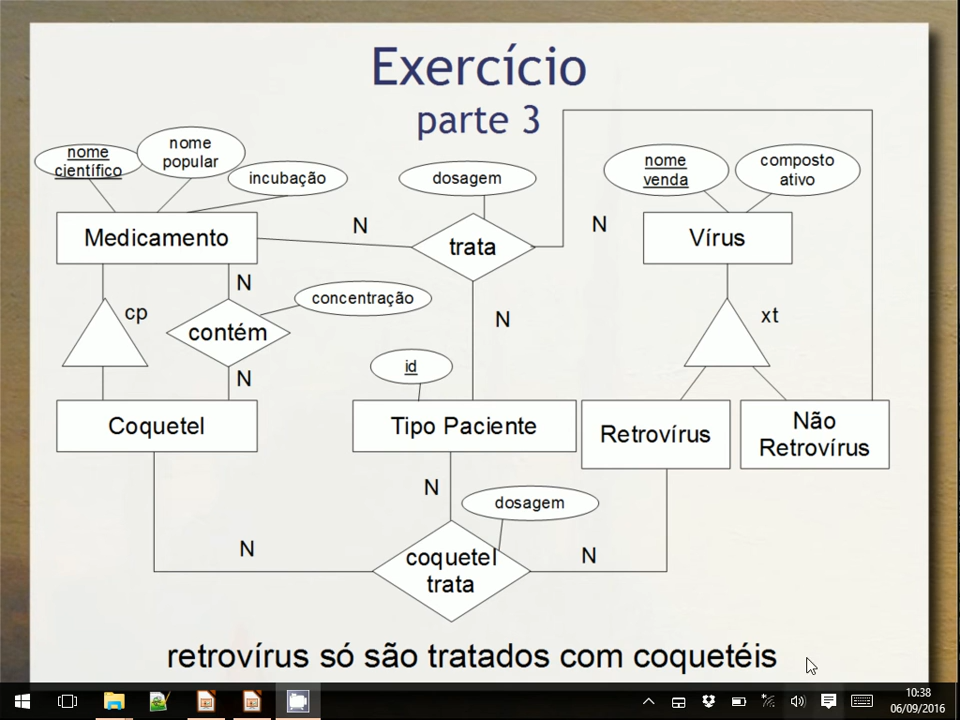 Exercício
parte 3
nome
científico
nome
popular
incubação
dosagem
nome
venda
composto
ativo
Medicamento
N
trata
N
Vírus
cp
N
contém
concentração
N
xt
N
id
Coquetel
Tipo Paciente
Retrovírus
Não
Retrovírus
N
dosagem
N
coquetel
trata
N
retrovírus só são tratados com coquetéis
10:38
06/09/2016